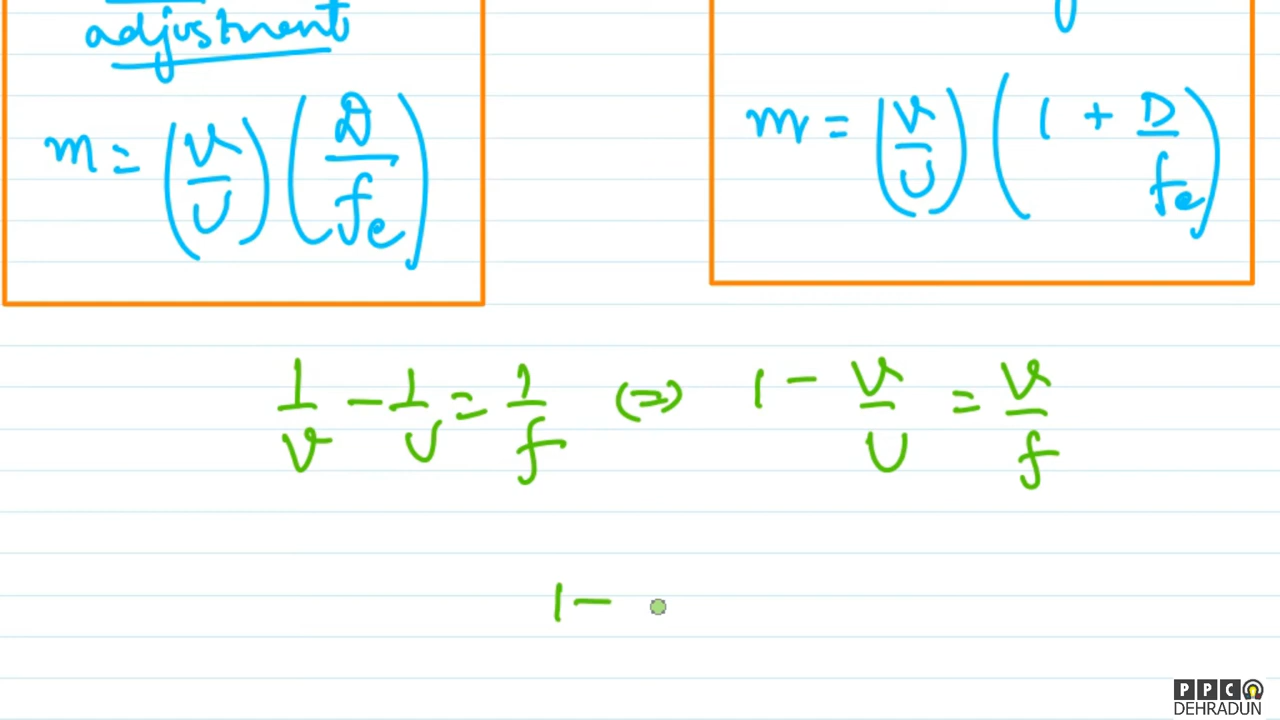 adjustment
m = (v/u) (D/fe)
m = (v/u) (1 + D/fe)
1/v - 1/u = 1/f (=>) 1 - v/u = v/f
1 -
PPC
DEHRADUN